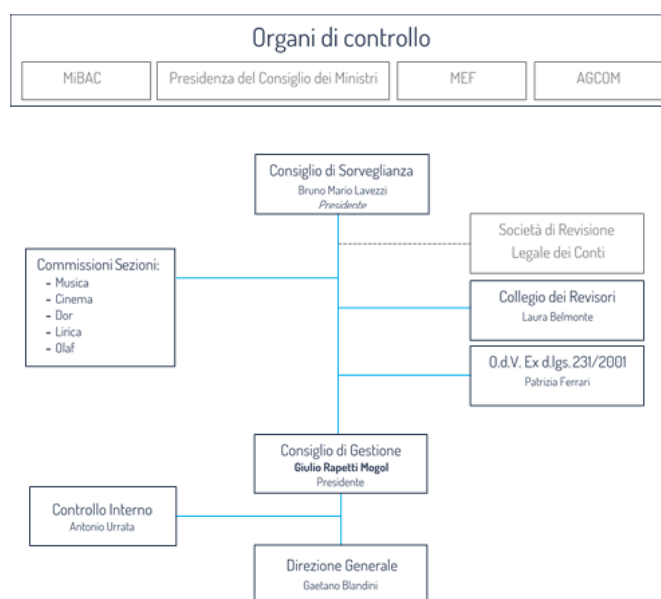 Organi di controllo
MiBAC
Presidenza del Consiglio dei Ministri
MEF
AGCOM
Consiglio di Sorveglianza
Bruno Mario Lavezzi
Presidente
Società di Revisione
Legale dei Conti
Commissioni Sezioni:
- Musica
- Cinema
- Dor
- Lirica
- Olaf
Collegio dei Revisori
Laura Belmonte
O.d.V. Ex d.lgs. 231/2001
Patrizia Ferrari
Consiglio di Gestione
Giulio Rapetti Mogol
Presidente
Controllo Interno
Antonio Urrata
Direzione Generale
Gaetano Blandini